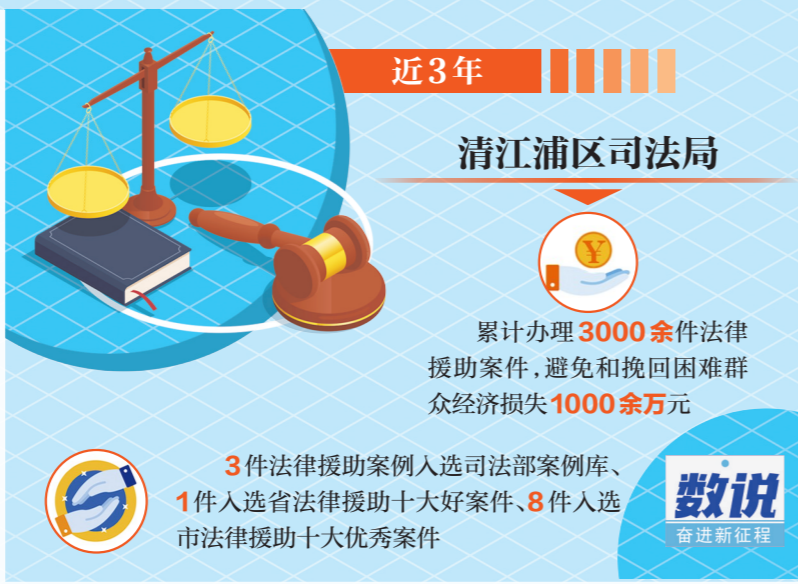 近3年
清江浦区司法局
¥
累计办理3000余件法律
援助案件，避免和挽回困难群
众经济损失1000余万元
3件法律援助案例入选司法部案例库、
1件入选省法律援助十大好案件、8件入选
市法律援助十大优秀案件
数说
奋进新征程